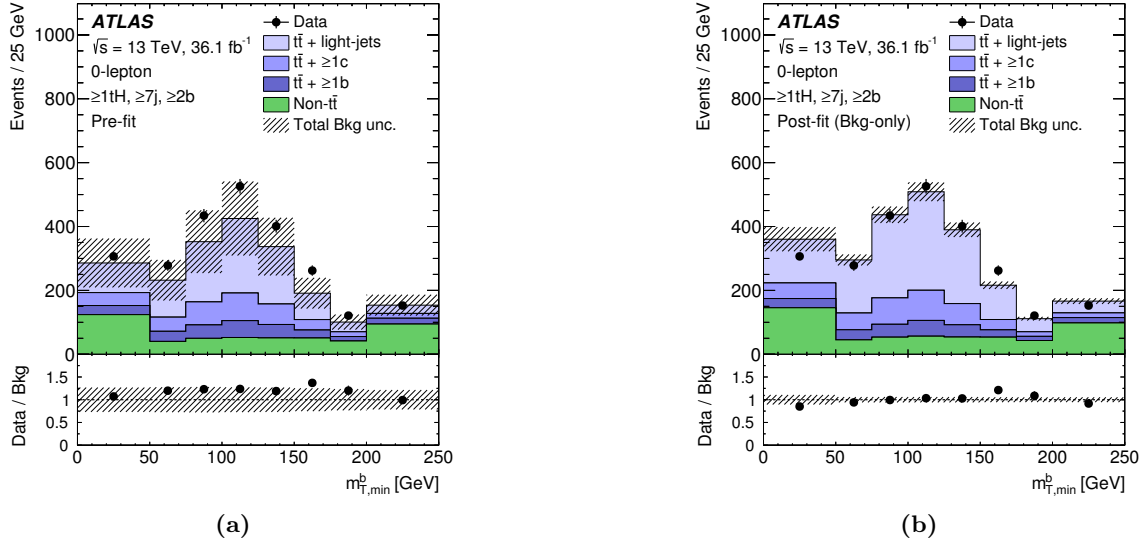 ATLAS
√s = 13 TeV, 36.1 fb⁻¹
0-lepton
≥1tH, ≥7j, ≥2b
Pre-fit
Data
tt̄ + light-jets
tt̄ + ≥1c
tt̄ + ≥1b
Non-tt̄
Total Bkg unc.
Events / 25 GeV
1000
800
600
400
200
0
Data / Bkg
1.5
1
0.5
0
0 50 100 150 200 250
m^b_T,min [GeV]
(a)
ATLAS
√s = 13 TeV, 36.1 fb⁻¹
0-lepton
≥1tH, ≥7j, ≥2b
Post-fit (Bkg-only)
Data
tt̄ + light-jets
tt̄ + ≥1c
tt̄ + ≥1b
Non-tt̄
Total Bkg unc.
Events / 25 GeV
1000
800
600
400
200
0
Data / Bkg
1.5
1
0.5
0
0 50 100 150 200 250
m^b_T,min [GeV]
(b)